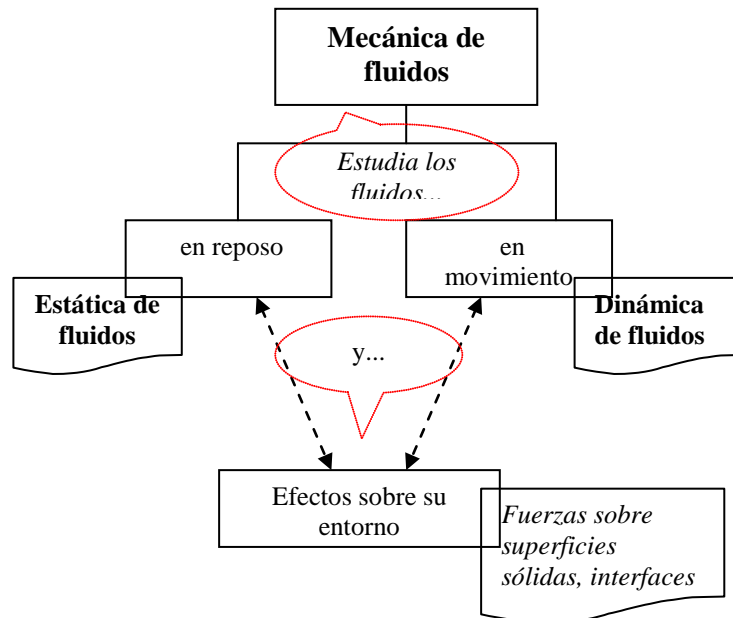 Mecánica de
fluidos
Estudia los
fluidos...
en reposo
en
movimiento
Estática de
fluidos
Dinámica
de fluidos
y...
Efectos sobre su
entorno
Fuerzas sobre
superficies
sólidas, interfaces